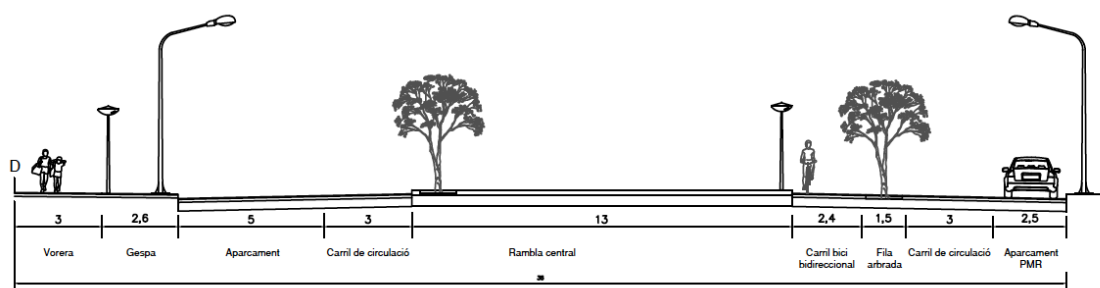 D
3 2,6 5 3 13 2,4 1,5 3 2,5
Vorera Gespa Aparcament Carril de circulació Rambla central Carril bici bidireccional Fila arbrada Carril de circulació Aparcament PMR
36